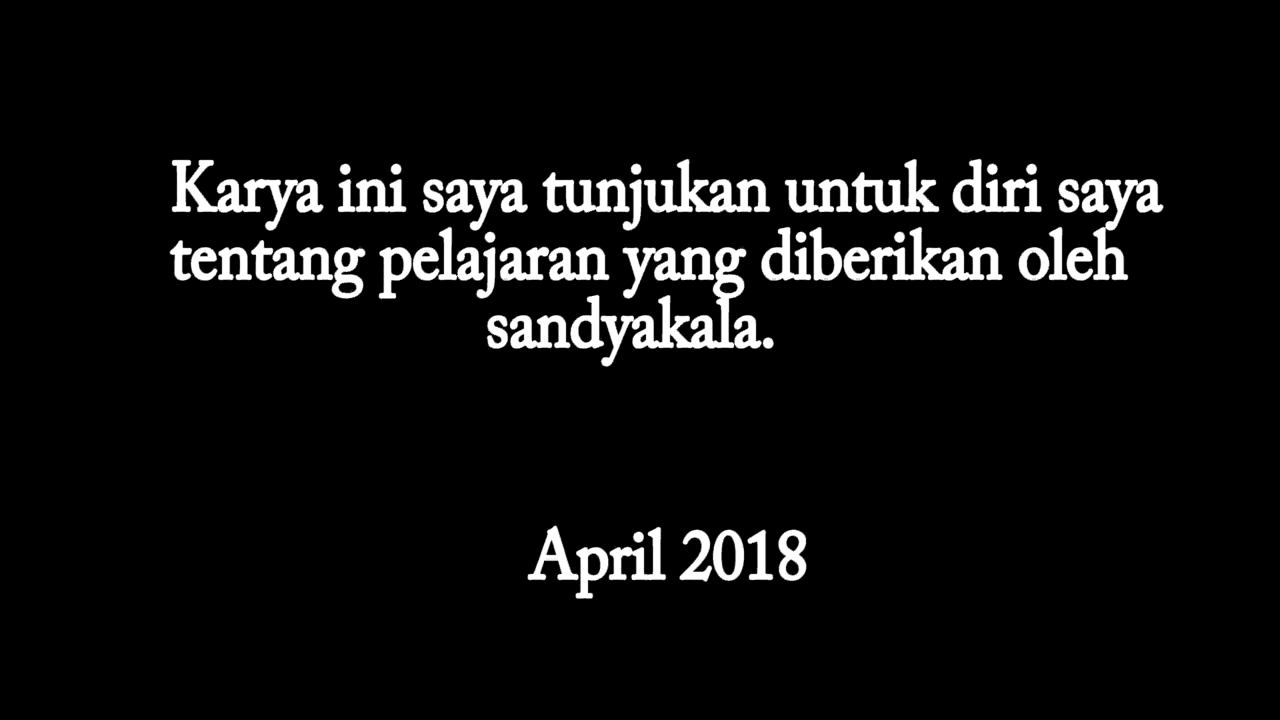 Karya ini saya tunjukan untuk diri saya
tentang pelajaran yang diberikan oleh
sandyakala.
April 2018